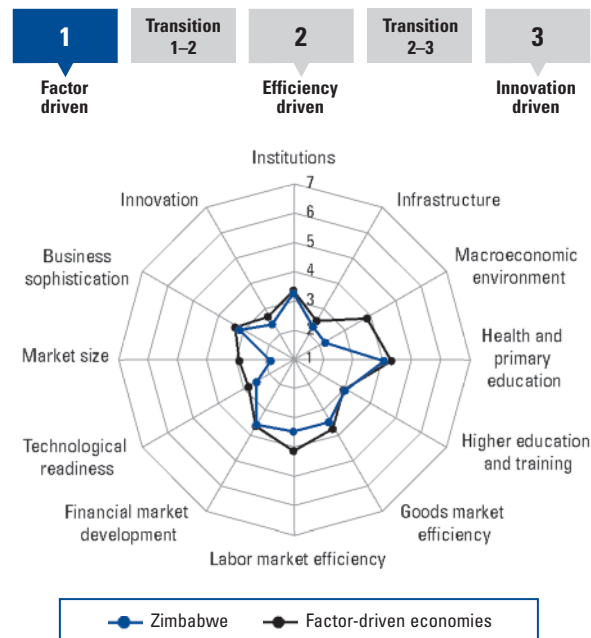 1
Transition
1–2
2
Transition
2–3
3
Factor
driven
Efficiency
driven
Innovation
driven
Institutions
Innovation
Infrastructure
Business
sophistication
Macroeconomic
environment
Market size
Health and
primary
education
Technological
readiness
Higher education
and training
Financial market
development
Goods market
efficiency
Labor market efficiency
7
6
5
4
3
1
Zimbabwe
Factor-driven economies